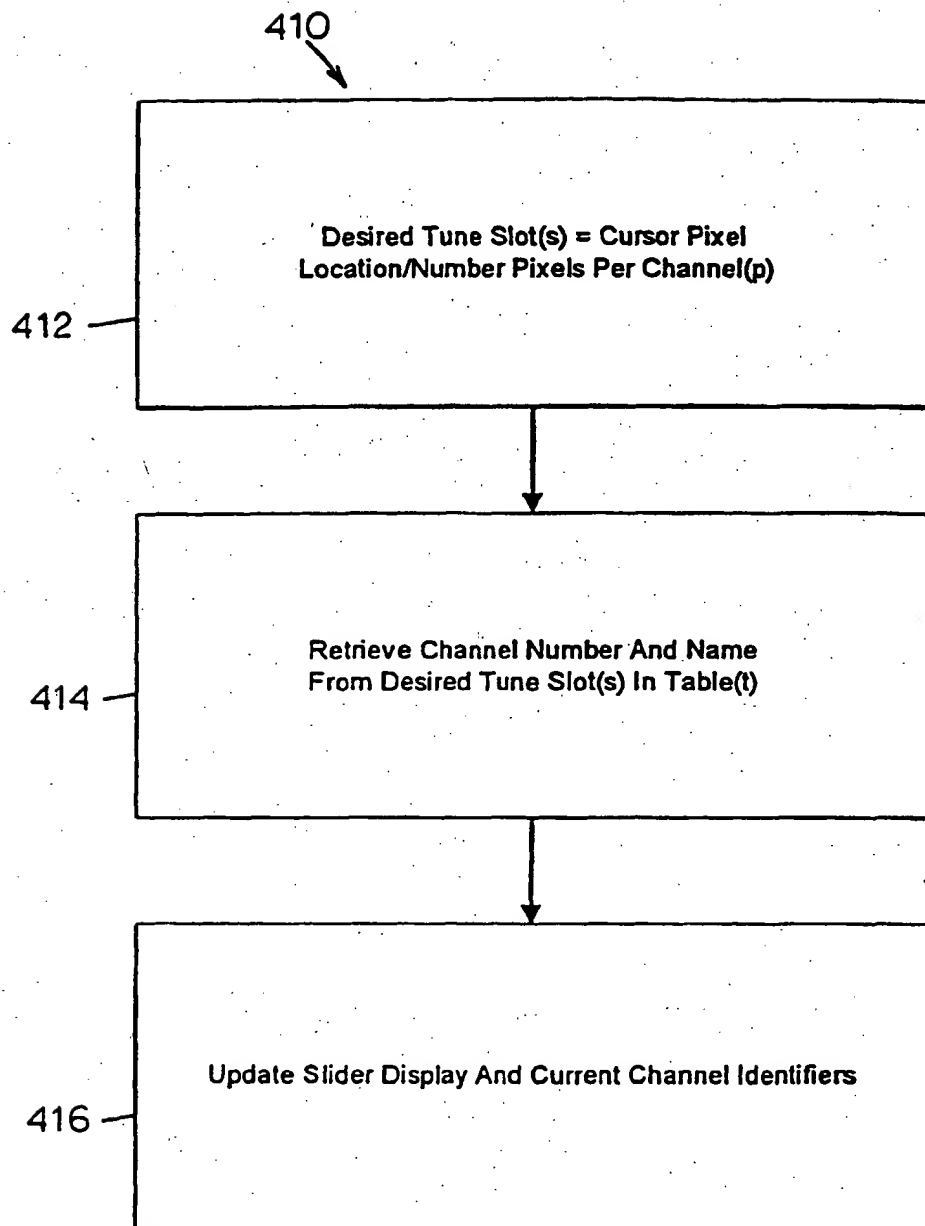 410
Desired Tune Slot(s) = Cursor Pixel
Location/Number Pixels Per Channel(p)
412
Retrieve Channel Number And Name
From Desired Tune Slot(s) In Table(t)
414
Update Slider Display And Current Channel Identifiers
416